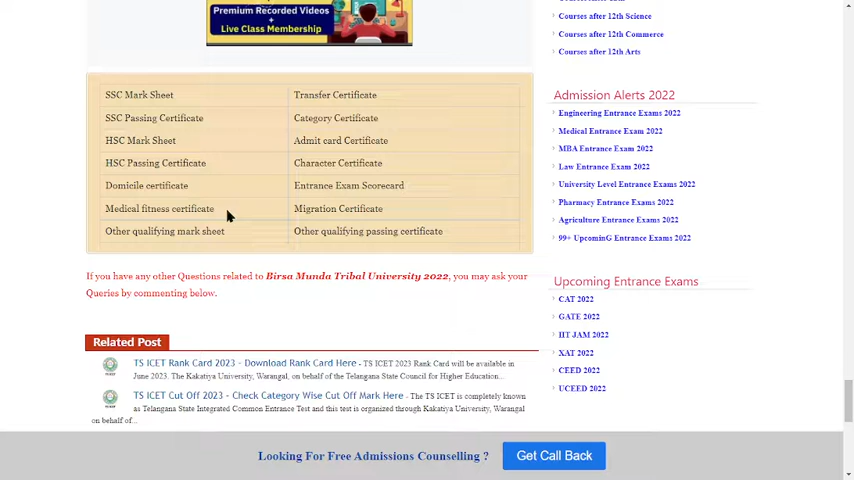 Premium Recorded Videos
+
Live Class Membership
SSC Mark Sheet Transfer Certificate
SSC Passing Certificate Category Certificate
HSC Mark Sheet Admit card Certificate
HSC Passing Certificate Character Certificate
Domicile certificate Entrance Exam Scorecard
Medical fitness certificate Migration Certificate
Other qualifying mark sheet Other qualifying passing certificate
If you have any other Questions related to Birsa Munda Tribal University 2022, you may ask your
Queries by commenting below.
Related Post
TS ICET Rank Card 2023 - Download Rank Card Here - TS ICET 2023 Rank Card will be available in
June 2023. The Kakatiya University, Warangal, on behalf of the Telangana State Council for Higher Education...
TS ICET Cut Off 2023 - Check Category Wise Cut Off Mark Here - The TS ICET is completely known
as Telangana State Integrated Common Entrance Test and this test is organized through Kakatiya University, Warangal
on behalf of...
Courses after 12th Science
Courses after 12th Commerce
Courses after 12th Arts
Admission Alerts 2022
Engineering Entrance Exams 2022
Medical Entrance Exam 2022
MBA Entrance Exam 2022
Law Entrance Exam 2022
University Level Entrance Exams 2022
Pharmacy Entrance Exams 2022
Agriculture Entrance Exams 2022
99+ UpcominG Entrance Exams 2022
Upcoming Entrance Exams
CAT 2022
GATE 2022
IIT JAM 2022
XAT 2022
CEED 2022
UCEED 2022
Looking For Free Admissions Counselling ? Get Call Back